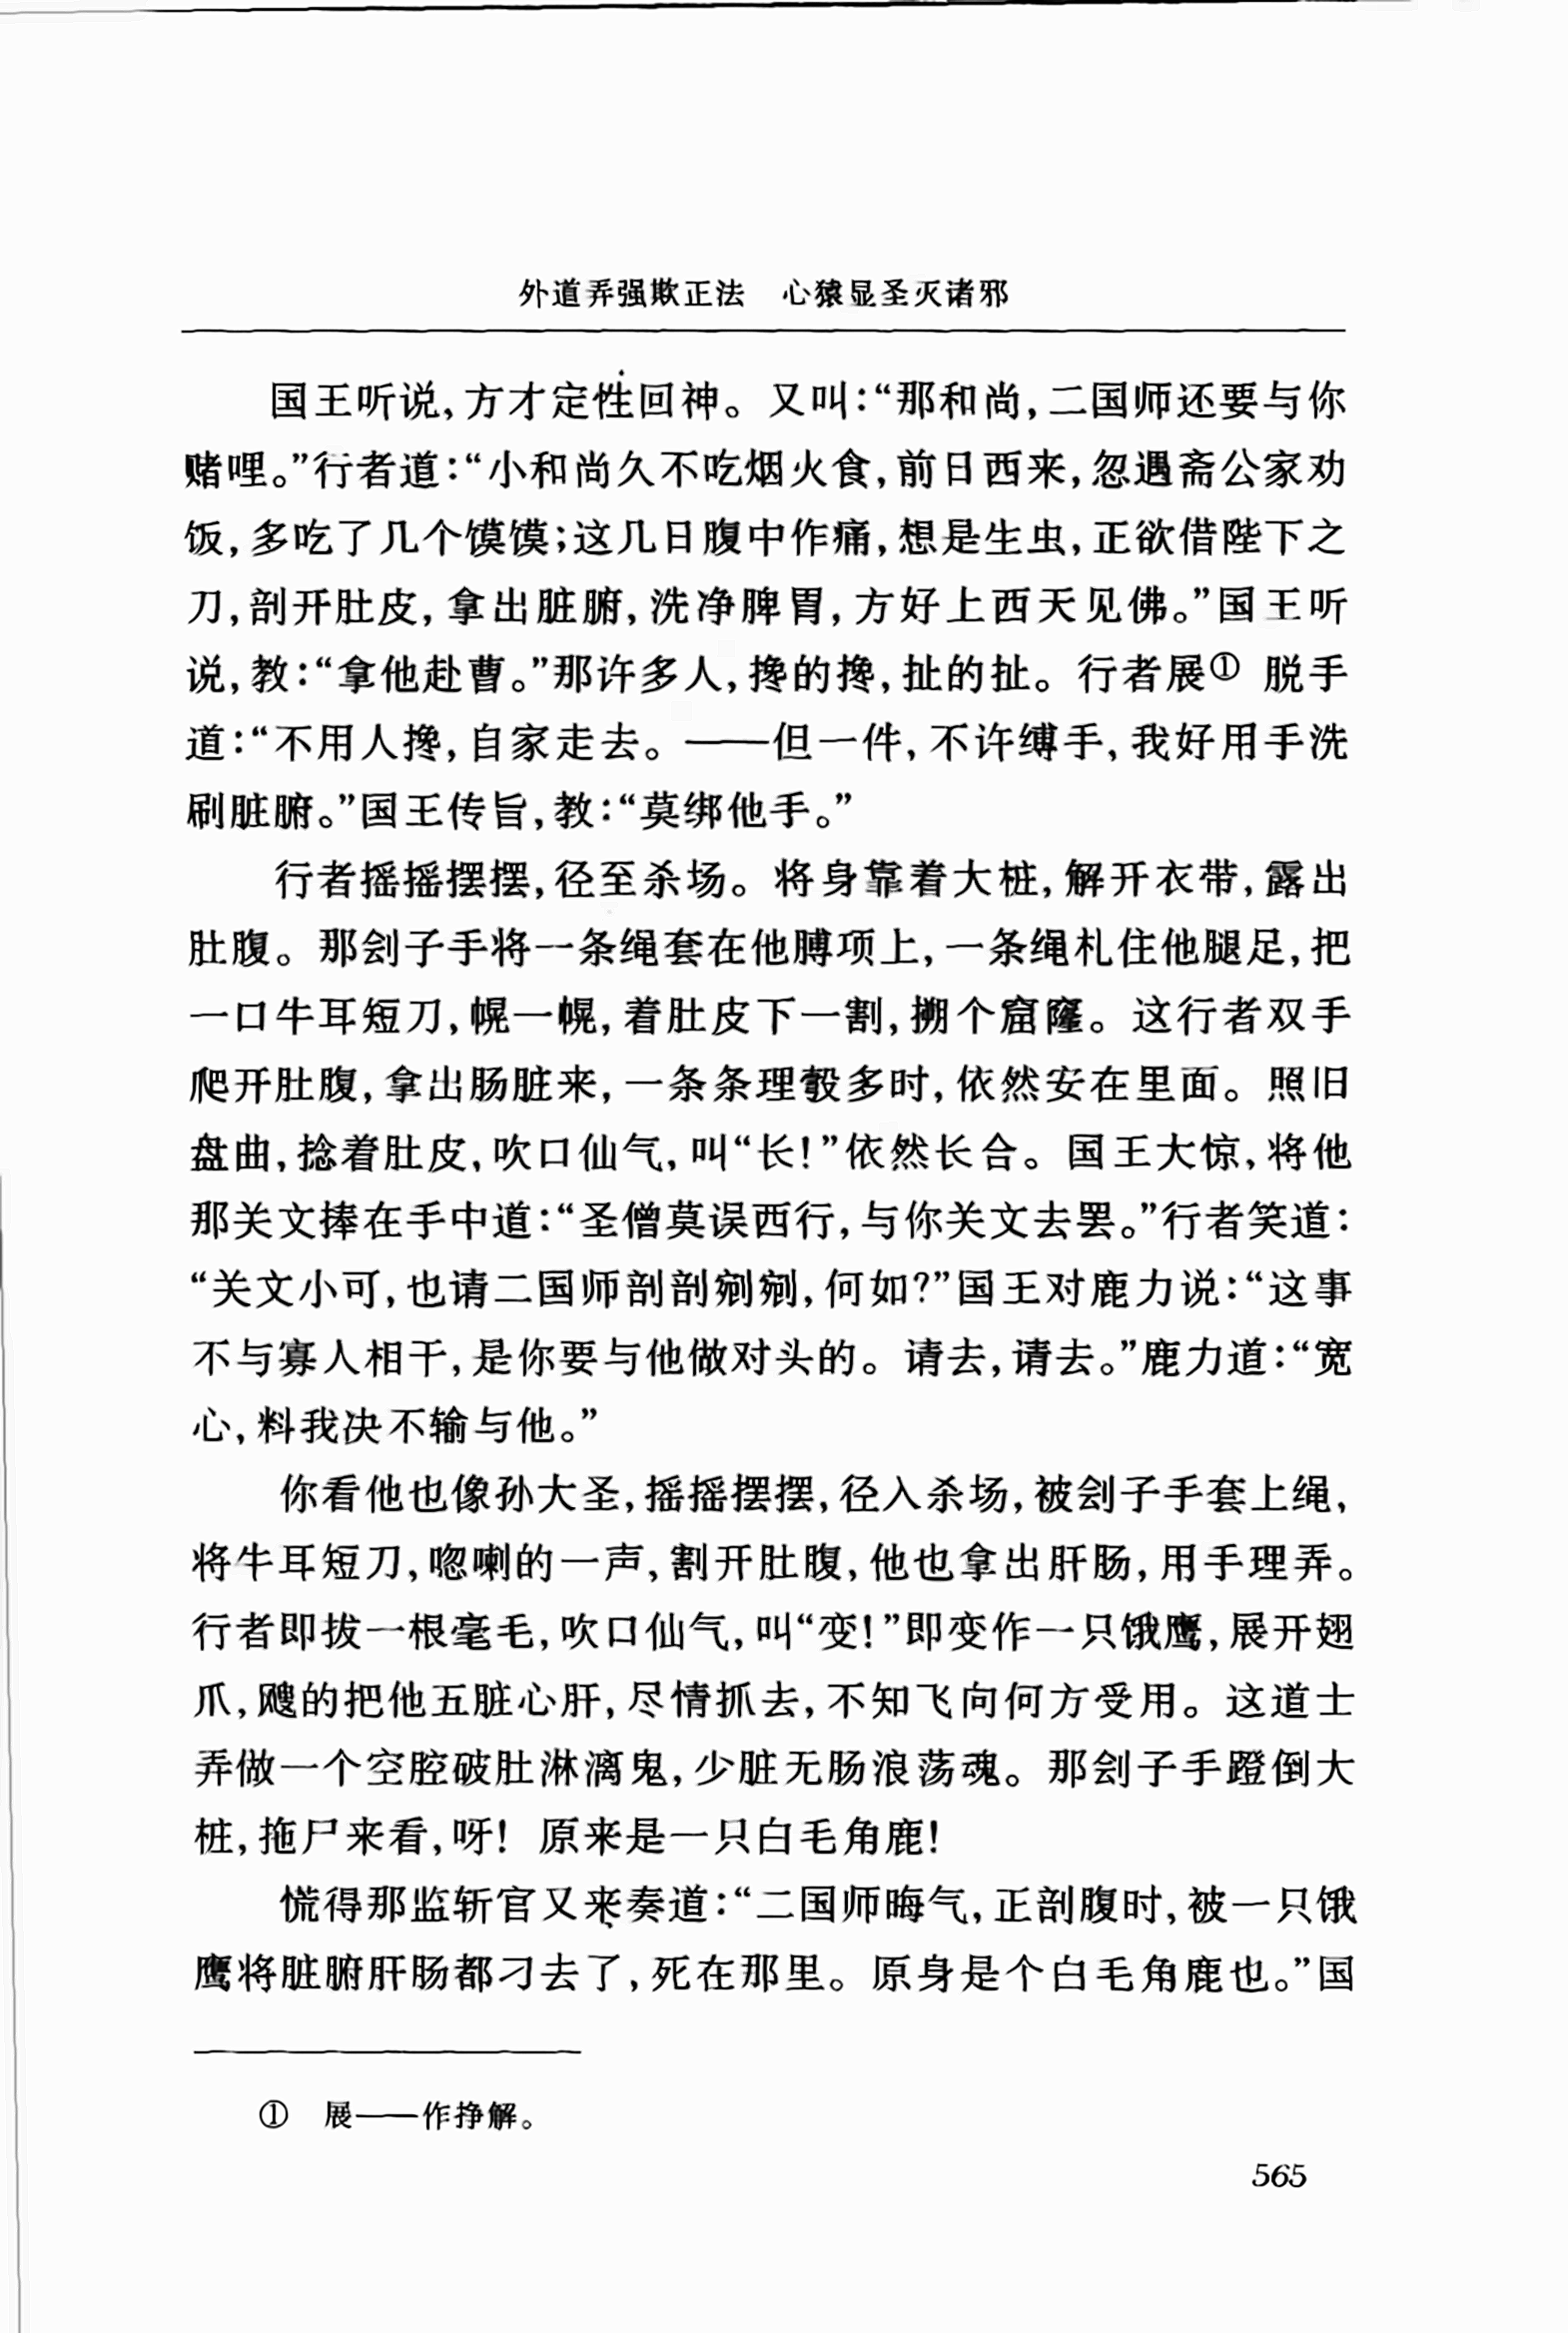 外道弄强欺正法　心猿显圣灭诸邪
国王听说,方才定性回神。又叫:“那和尚,二国师还要与你
赌哩。”行者道:“小和尚久不吃烟火食,前日西来,忽遇斋公家劝
饭,多吃了几个馍馍;这几日腹中作痛,想是生虫,正欲借陛下之
刀,剖开肚皮,拿出脏腑,洗净脾胃,方好上西天见佛。”国王听
说,教:“拿他赴曹。”那许多人,搀的搀,扯的扯。行者展① 脱手
道:“不用人搀,自家走去。——但一件,不许缚手,我好用手洗
刷脏腑。”国王传旨,教:“莫绑他手。”
行者摇摇摆摆,径至杀场。将身靠着大桩,解开衣带,露出
肚腹。那刽子手将一条绳套在他膊项上,一条绳札住他腿足,把
一口牛耳短刀,幌一幌,着肚皮下一割,搠个窟窿。这行者双手
爬开肚腹,拿出肠脏来,一条条理彀多时,依然安在里面。照旧
盘曲,捻着肚皮,吹口仙气,叫“长!”依然长合。国王大惊,将他
那关文捧在手中道:“圣僧莫误西行,与你关文去罢。”行者笑道:
“关文小可,也请二国师剖剖剜剜,何如?”国王对鹿力说:“这事
不与寡人相干,是你要与他做对头的。请去,请去。”鹿力道:“宽
心,料我决不输与他。”
你看他也像孙大圣,摇摇摆摆,径入杀场,被刽子手套上绳,
将牛耳短刀,唿喇的一声,割开肚腹,他也拿出肝肠,用手理弄。
行者即拔一根毫毛,吹口仙气,叫“变!”即变作一只饿鹰,展开翅
爪,飕的把他五脏心肝,尽情抓去,不知飞向何方受用。这道士
弄做一个空腔破肚淋漓鬼,少脏无肠浪荡魂。那刽子手蹬倒大
桩,拖尸来看,呀! 原来是一只白毛角鹿!
慌得那监斩官又来奏道:“二国师晦气,正剖腹时,被一只饿
鹰将脏腑肝肠都刁去了,死在那里。原身是个白毛角鹿也。”国
① 展——作挣解。
565